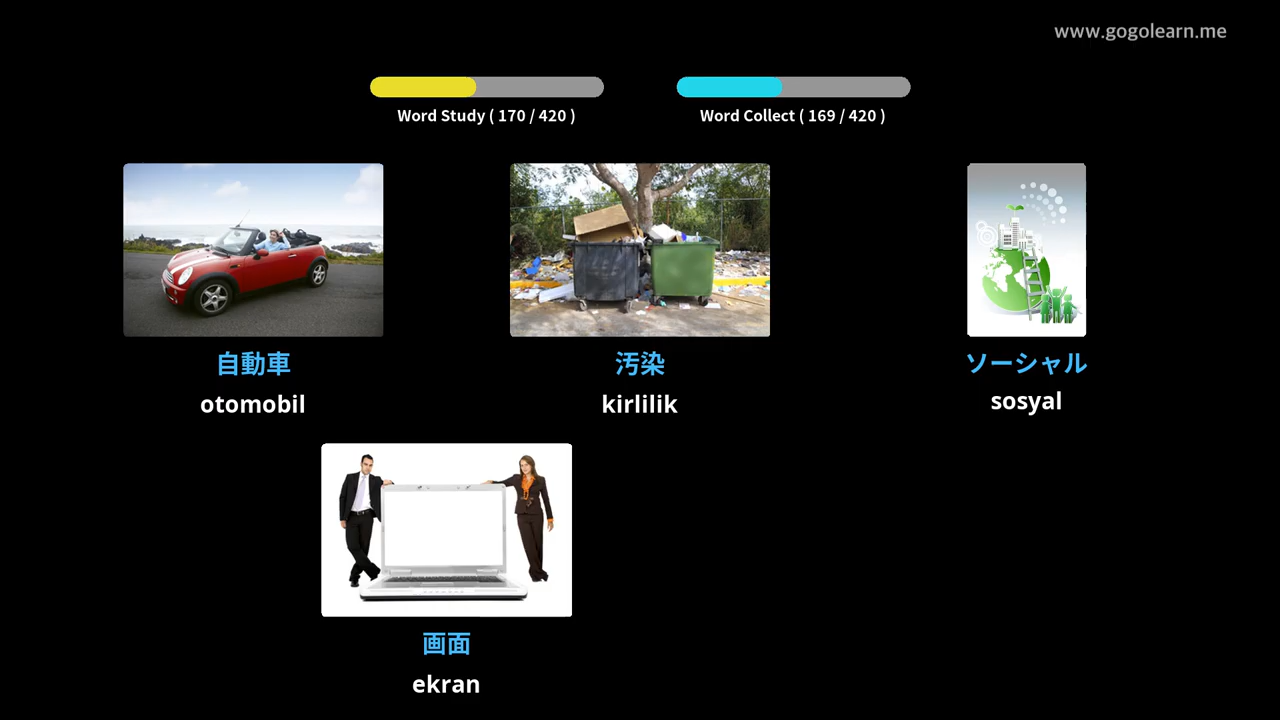 www.gogolearn.me
Word Study ( 170 / 420 )
Word Collect ( 169 / 420 )
自動車
otomobil
汚染
kirlilik
ソーシャル
sosyal
画面
ekran